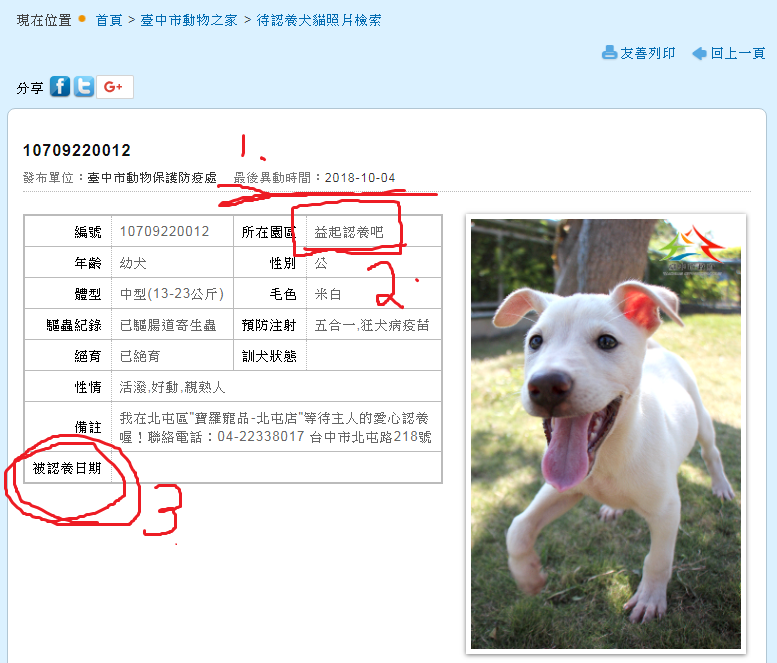 現在位置 首頁 > 臺中市動物之家 > 待認養犬貓照片檢索
友善列印 回上一頁
分享 f t G+
10709220012
1.
發布單位：臺中市動物保護防疫處 最後異動時間：2018-10-04
編號 10709220012 所在園區 益起認養吧
年齡 幼犬 性別 公
體型 中型(13-23公斤) 毛色 米白
2.
驅蟲紀錄 已驅腸道寄生蟲 預防注射 五合一,狂犬病疫苗
絕育 已絕育 訓犬狀態
性情 活潑,好動,親熟人
備註 我在北屯區"寶羅寵品-北屯店"等待主人的愛心認養
喔！聯絡電話：04-22338017 台中市北屯路218號
被認養日期
3.